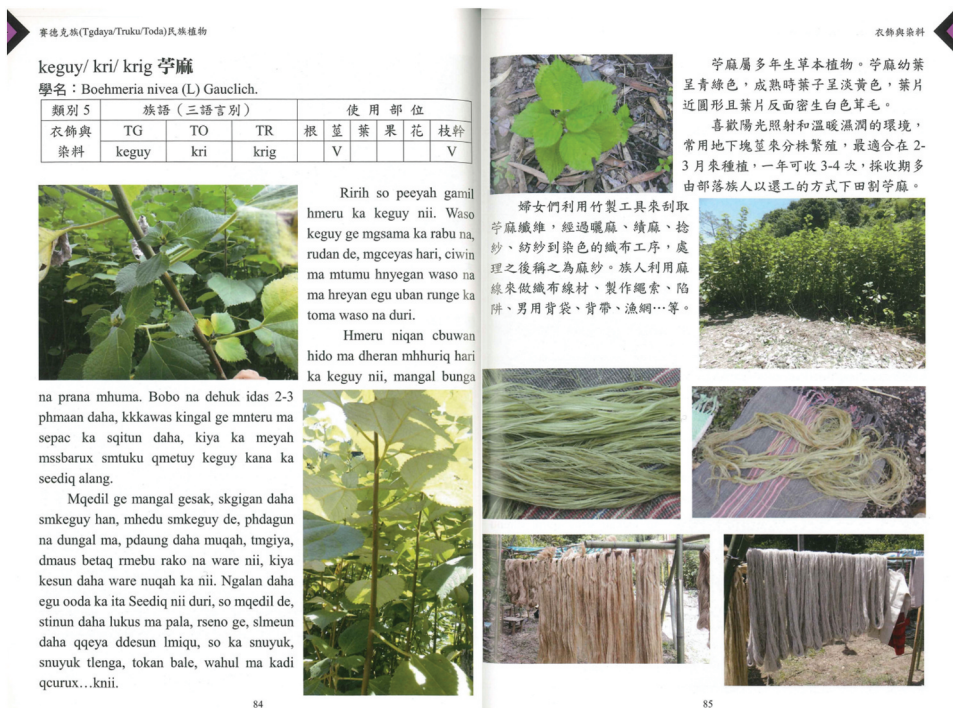 賽德克族(Tgdaya/Truku/Toda)民族植物
keguy/ kri/ krig 苧麻
學名：Boehmeria nivea (L) Gauclich.
類別 5 族語（三語言別） 使用部位
衣飾與 TG TO TR 根 莖 葉 果 花 枝幹
染料 keguy kri krig V V
Ririh so peeyah gamil
hmeru ka keguy nii. Waso
keguy ge mgsama ka rabu na,
rudan de, mgceyas hari, ciwin
ma mtumu hnyegan waso na
ma hreyan egu uban runge ka
toma waso na duri.
Hmeru niqan cbuwan
hido ma dheran mhhuriq hari
ka keguy nii, mangal bunga
na prana mhuma. Bobo na dehuk idas 2-3
phmaan daha, kkkawas kingal ge mnteru ma
sepac ka sqitun daha, kiya ka meyah
mssbarux smtuku qmetuy keguy kana ka
seediq alang.
Mqedil ge mangal gesak, skgigan daha
smkeguy han, mhedu smkeguy de, phdagun
na dungal ma, pdaung daha muqah, tmgiya,
dmaus betaq rmebu rako na ware nii, kiya
kesun daha ware nuqah ka nii. Ngalan daha
egu ooda ka ita Seediq nii duri, so mqedil de,
stinun daha lukus ma pala, rseno ge, slmeun
daha qqeya ddesun lmiqu, so ka snuyuk,
snuyuk tlenga, tokan bale, wahul ma kadi
qcurux…knii.
84
衣飾與染料
苧麻屬多年生草本植物。苧麻幼葉
呈青綠色，成熟時葉子呈淡黃色，葉片
近圓形且葉片反面密生白色茸毛。
喜歡陽光照射和溫暖濕潤的環境，
常用地下塊莖來分株繁殖，最適合在 2-
3 月來種植，一年可收 3-4 次，採收期多
由部落族人以還工的方式下田割苧麻。
婦女們利用竹製工具來刮取
苧麻纖維，經過曬麻、績麻、捻
紗、紡紗到染色的織布工序，處
理之後稱之為麻紗。族人利用麻
線來做織布線材、製作繩索、陷
阱、男用背袋、背帶、漁網…等。
85